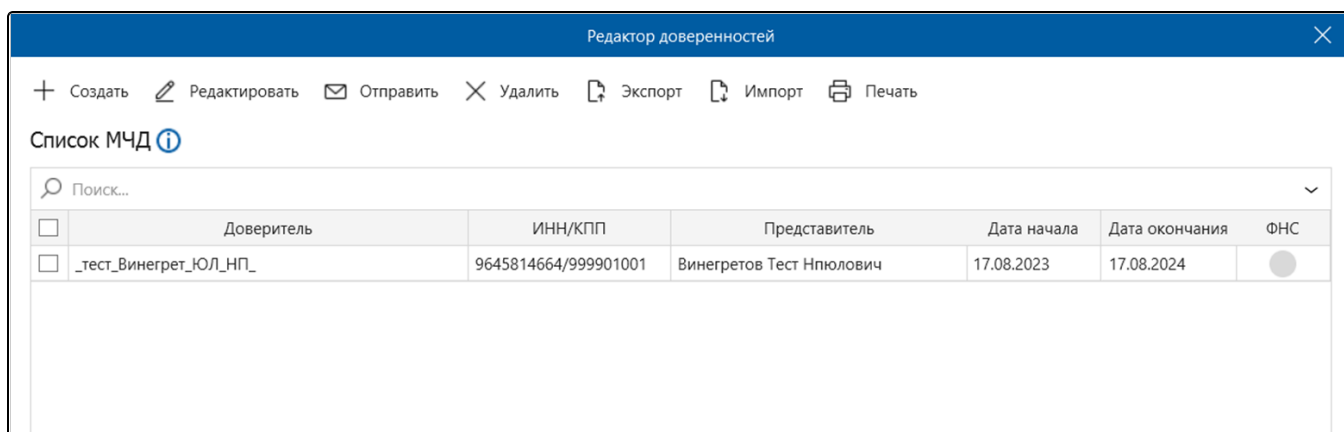 Редактор доверенностей
Создать Редактировать Отправить Удалить Экспорт Импорт Печать
Список МЧД
Поиск...
Доверитель ИНН/КПП Представитель Дата начала Дата окончания ФНС
_тест_Винегрет_ЮЛ_НП_ 9645814664/999901001 Винегретов Тест Нпюлович 17.08.2023 17.08.2024